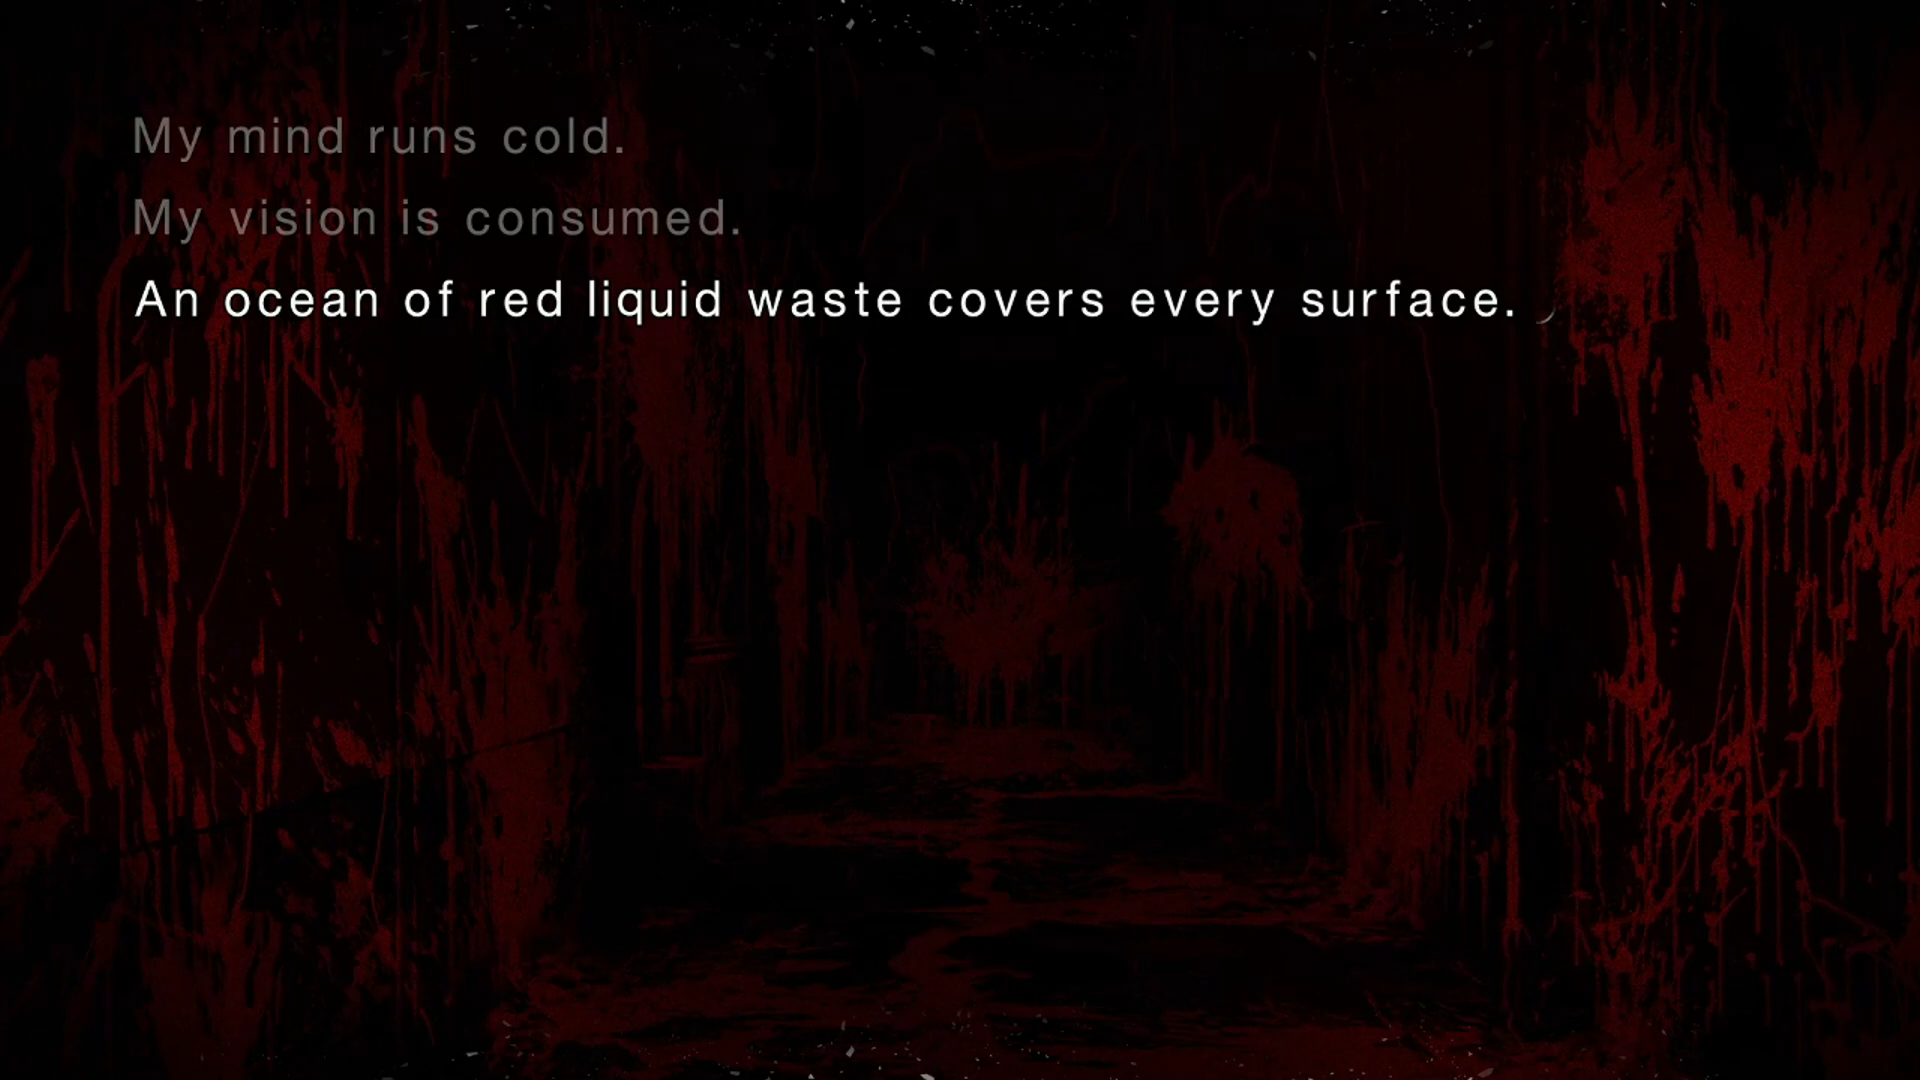 My mind runs cold.
My vision is consumed.
An ocean of red liquid waste covers every surface.